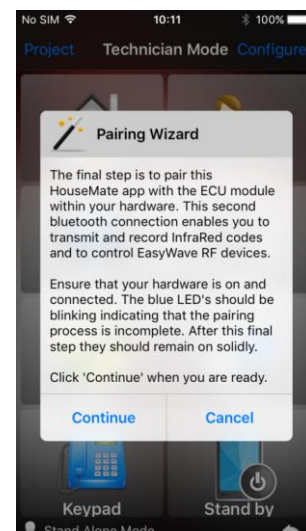 No SIM 10:11 100%
Project Technician Mode Configure
Pairing Wizard
The final step is to pair this
HouseMate app with the ECU module
within your hardware. This second
bluetooth connection enables you to
transmit and record InfraRed codes
and to control EasyWave RF devices.
Ensure that your hardware is on and
connected. The blue LED's should be
blinking indicating that the pairing
process is incomplete. After this final
step they should remain on solidly.
Click 'Continue' when you are ready.
Continue Cancel
Keypad Stand by
Stand Alone Mode